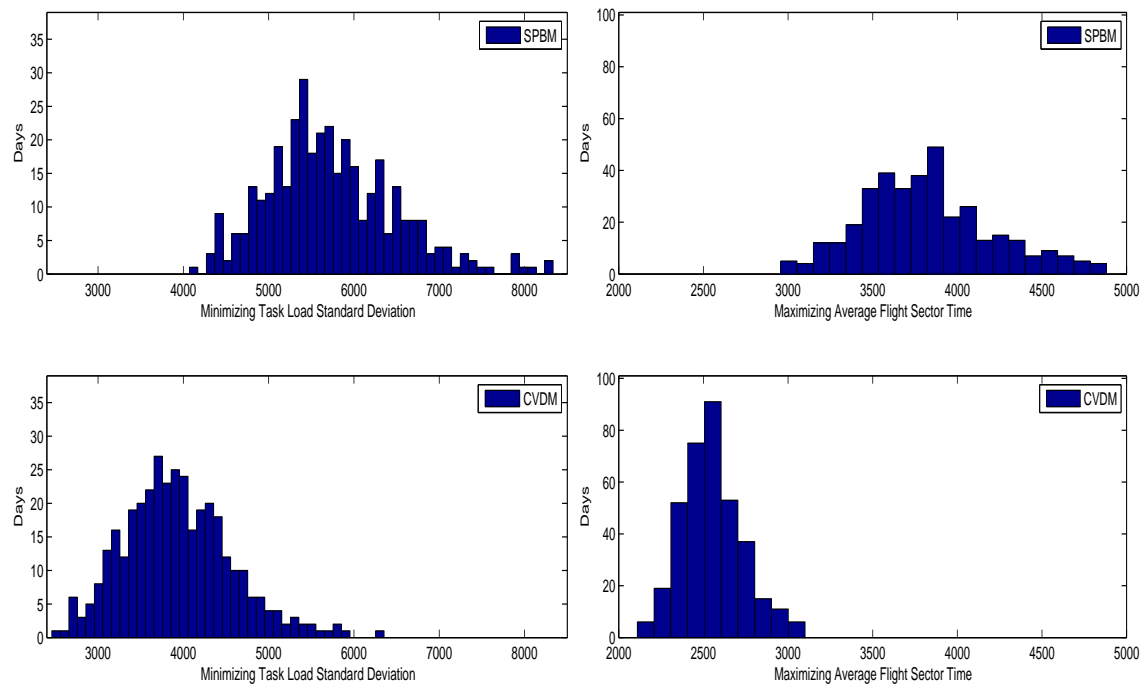 SPBM
Days
35
30
25
20
15
10
5
0
3000 4000 5000 6000 7000 8000
Minimizing Task Load Standard Deviation
SPBM
Days
100
80
60
40
20
0
2000 2500 3000 3500 4000 4500 5000
Maximizing Average Flight Sector Time
CVDM
Days
35
30
25
20
15
10
5
0
3000 4000 5000 6000 7000 8000
Minimizing Task Load Standard Deviation
CVDM
Days
100
80
60
40
20
0
2000 2500 3000 3500 4000 4500 5000
Maximizing Average Flight Sector Time